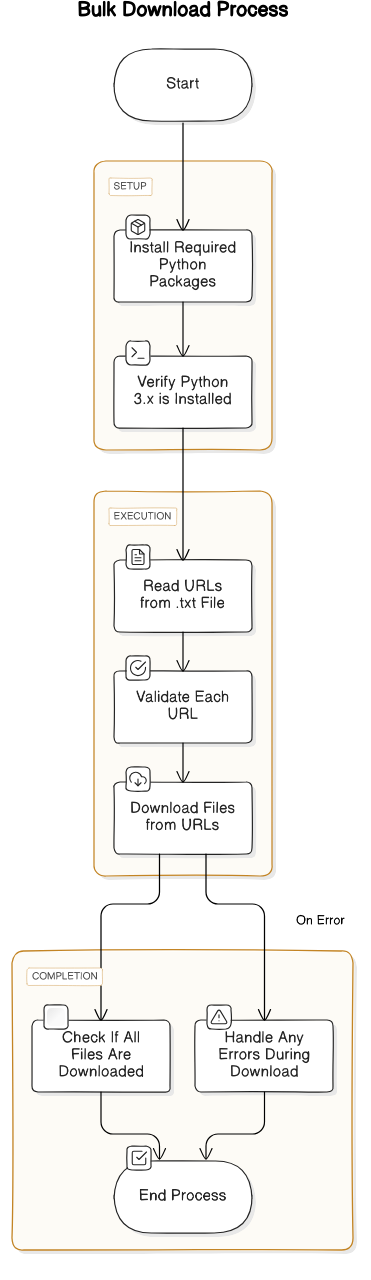 Bulk Download Process
Start
SETUP
Install Required
Python
Packages
Verify Python
3.x is Installed
EXECUTION
Read URLs
from .txt File
Validate Each
URL
Download Files
from URLs
On Error
COMPLETION
Check If All
Files Are
Downloaded
Handle Any
Errors During
Download
End Process